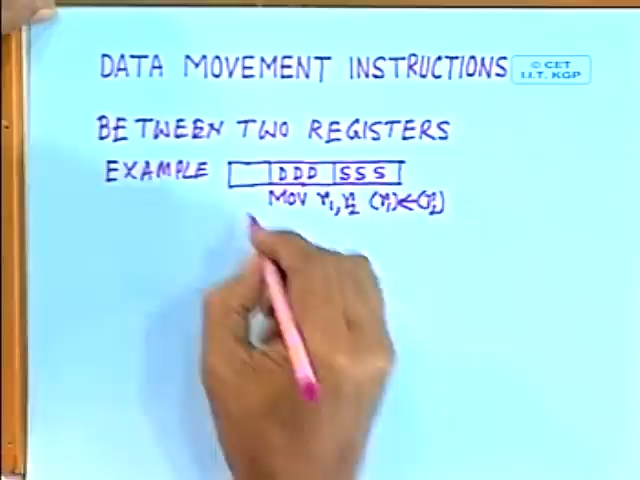 DATA MOVEMENT INSTRUCTIONS
© CET
I.I.T. KGP
BETWEEN TWO REGISTERS
EXAMPLE DDD SSS
MOV r1, r2 (r1)←(r2)